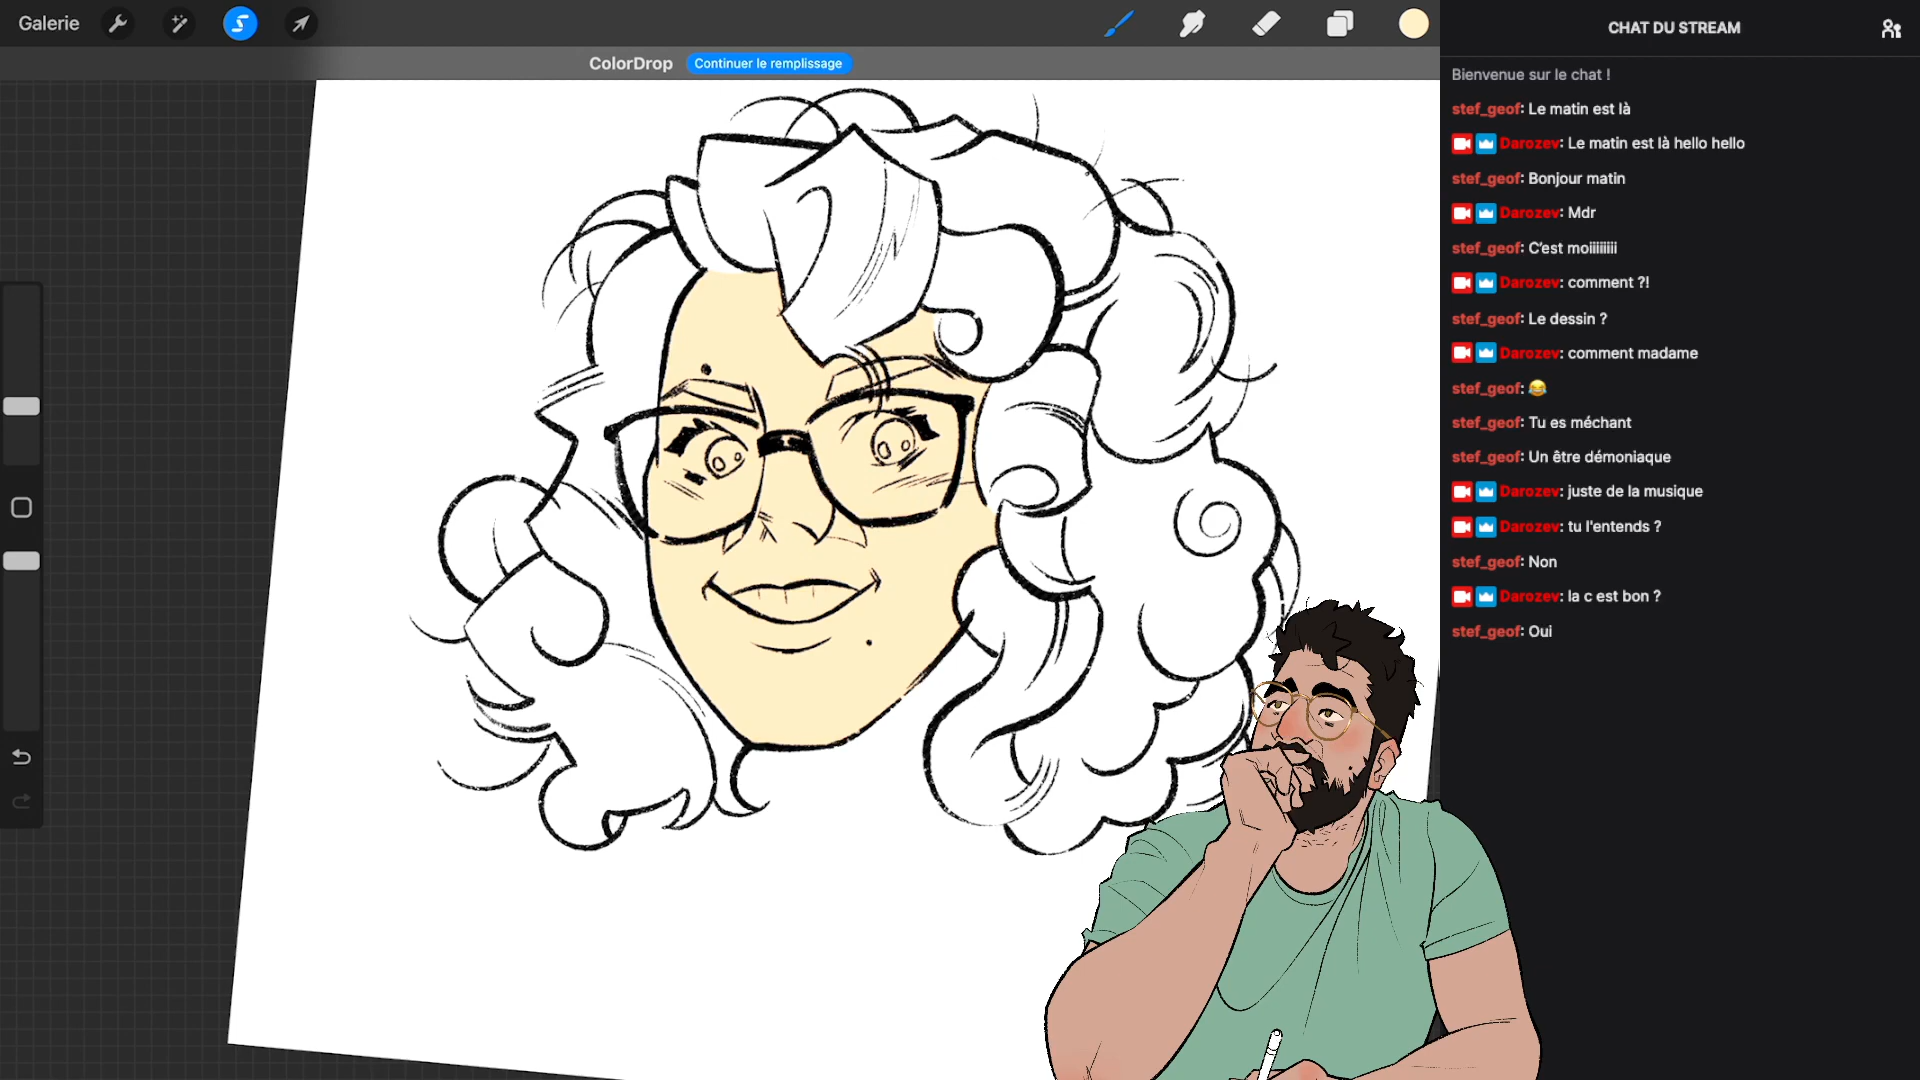 Galerie
ColorDrop Continuer le remplissage
CHAT DU STREAM
Bienvenue sur le chat !
stef_geof: Le matin est là
Darozev: Le matin est là hello hello
stef_geof: Bonjour matin
Darozev: Mdr
stef_geof: C'est moiiiiiiiii
Darozev: comment ?!
stef_geof: Le dessin ?
Darozev: comment madame
stef_geof: 😂
stef_geof: Tu es méchant
stef_geof: Un être démoniaque
Darozev: juste de la musique
Darozev: tu l'entends ?
stef_geof: Non
Darozev: la c est bon ?
stef_geof: Oui